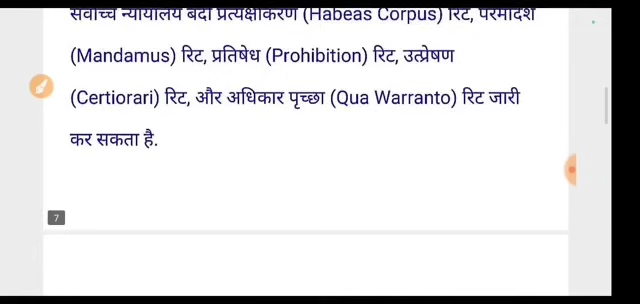 सर्वोच्च न्यायालय बंदी प्रत्यक्षीकरण (Habeas Corpus) रिट, परमादेश
(Mandamus) रिट, प्रतिषेध (Prohibition) रिट, उत्प्रेषण
(Certiorari) रिट, और अधिकार पृच्छा (Qua Warranto) रिट जारी
कर सकता है.
7